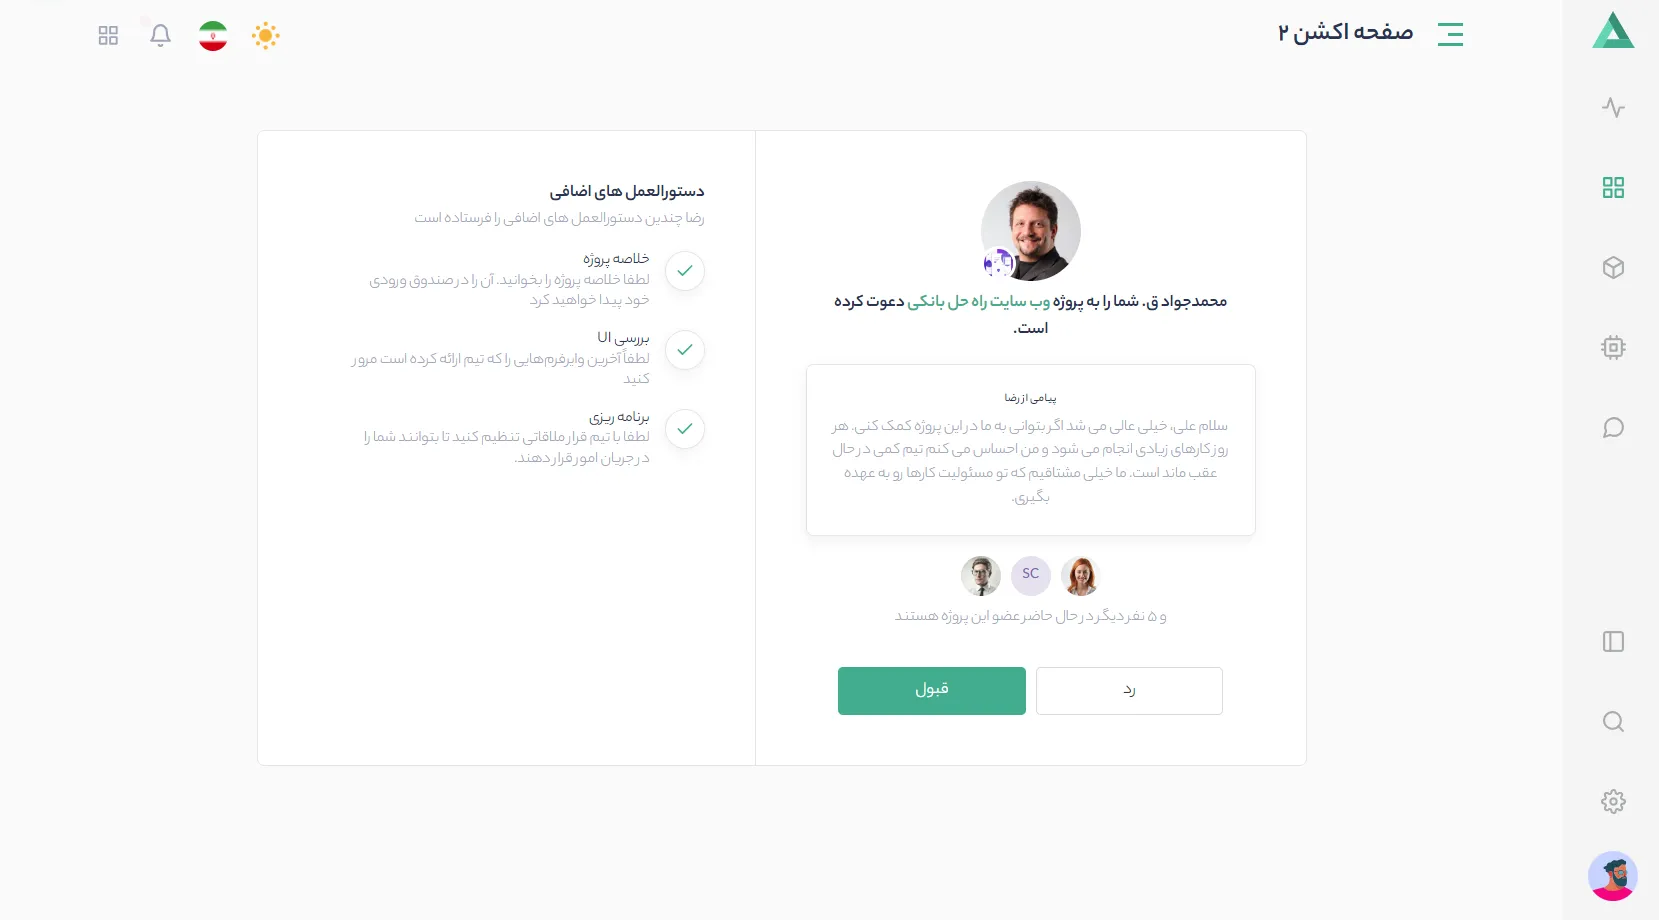 صفحه اکشن ۲
محمدجواد ق. شما را به پروژه وب سایت راه حل بانکی دعوت کرده
است.
پیامی از رضا
سلام علی، خیلی عالی می شد اگر بتوانی به ما در این پروژه کمک کنی. هر
روز کارهای زیادی انجام می شود و من احساس می کنم تیم کمی در حال
عقب ماند است. ما خیلی مشتاقیم که تو مسئولیت کارها رو به عهده
بگیری.
SC
و ۵ نفر دیگر در حال حاضر عضو این پروژه هستند
رد
قبول
دستورالعمل های اضافی
رضا چندین دستورالعمل های اضافی را فرستاده است
خلاصه پروژه
لطفا خلاصه پروژه را بخوانید. آن را در صندوق ورودی
خود پیدا خواهید کرد
بررسی UI
لطفاً آخرین وایرفرم‌هایی را که تیم ارائه کرده است مرور
کنید
برنامه ریزی
لطفا با تیم قرار ملاقاتی تنظیم کنید تا بتوانند شما را
در جریان امور قرار دهند.